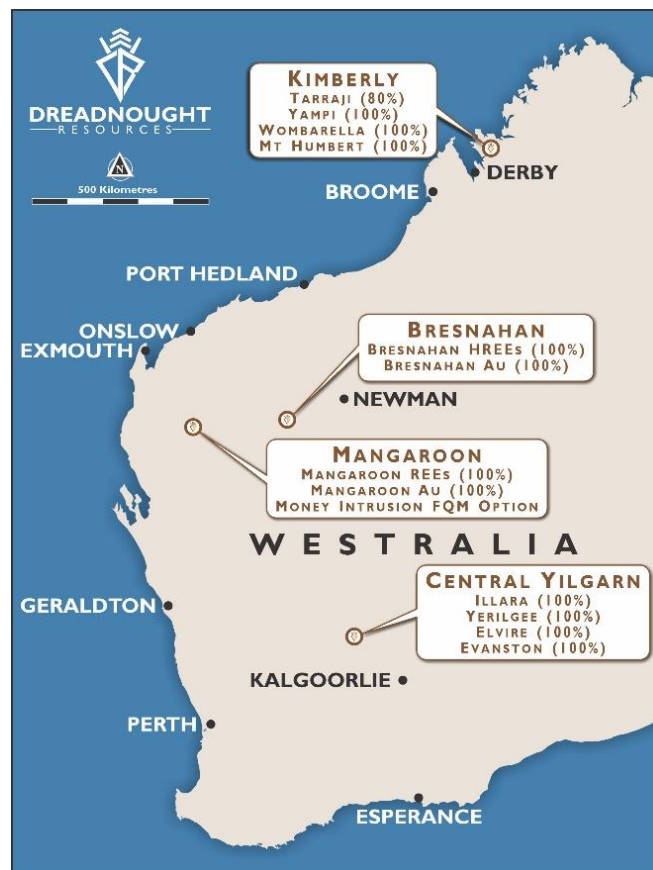 DREADNOUGHT
RESOURCES
N
500 Kilometres
KIMBERLY
TARRAJI (80%)
YAMPI (100%)
WOMBARELLA (100%)
MT HUMBERT (100%)
DERBY
BROOME
PORT HEDLAND
ONSLOW
EXMOUTH
BRESNAHAN
BRESNAHAN HREES (100%)
BRESNAHAN AU (100%)
NEWMAN
MANGAROON
MANGAROON REES (100%)
MANGAROON AU (100%)
MONEY INTRUSION FQM OPTION
WESTRALIA
GERALDTON
CENTRAL YILGARN
ILLARA (100%)
YERILGEE (100%)
ELVIRE (100%)
EVANSTON (100%)
KALGOORLIE
PERTH
ESPERANCE